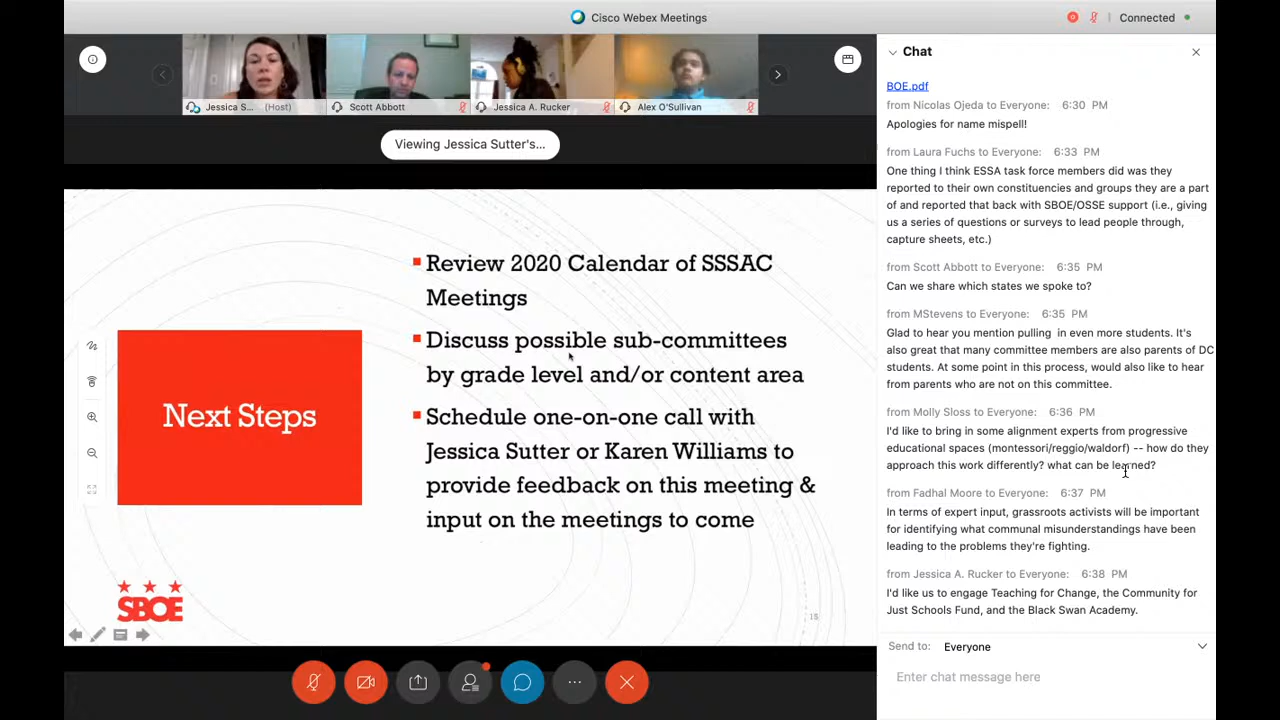 Cisco Webex Meetings
Connected
Jessica S... (Host)
Scott Abbott
Jessica A. Rucker
Alex O'Sullivan
Viewing Jessica Sutter's...
Next Steps
Review 2020 Calendar of SSSAC
Meetings
Discuss possible sub-committees
by grade level and/or content area
Schedule one-on-one call with
Jessica Sutter or Karen Williams to
provide feedback on this meeting &
input on the meetings to come
SBOE
15
Chat
BOE.pdf
from Nicolas Ojeda to Everyone: 6:30 PM
Apologies for name mispell!
from Laura Fuchs to Everyone: 6:33 PM
One thing I think ESSA task force members did was they
reported to their own constituencies and groups they are a part
of and reported that back with SBOE/OSSE support (i.e., giving
us a series of questions or surveys to lead people through,
capture sheets, etc.)
from Scott Abbott to Everyone: 6:35 PM
Can we share which states we spoke to?
from MStevens to Everyone: 6:35 PM
Glad to hear you mention pulling in even more students. It's
also great that many committee members are also parents of DC
students. At some point in this process, would also like to hear
from parents who are not on this committee.
from Molly Sloss to Everyone: 6:36 PM
I'd like to bring in some alignment experts from progressive
educational spaces (montessori/reggio/waldorf) -- how do they
approach this work differently? what can be learned?
from Fadhal Moore to Everyone: 6:37 PM
In terms of expert input, grassroots activists will be important
for identifying what communal misunderstandings have been
leading to the problems they're fighting.
from Jessica A. Rucker to Everyone: 6:38 PM
I'd like us to engage Teaching for Change, the Community for
Just Schools Fund, and the Black Swan Academy.
Send to: Everyone
Enter chat message here